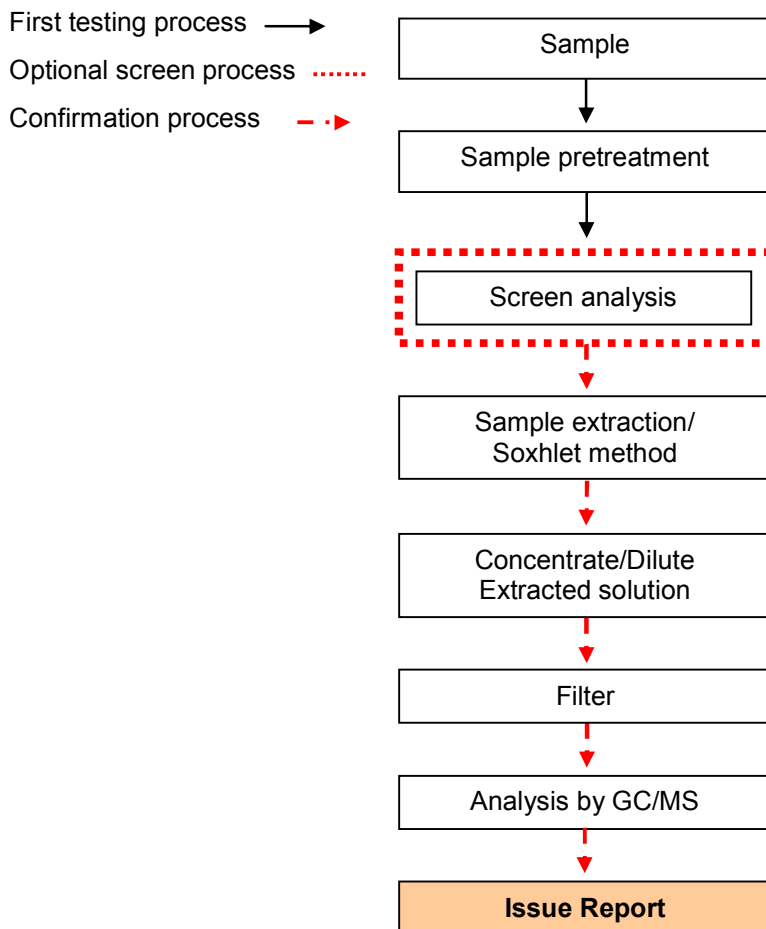 First testing process
Optional screen process
Confirmation process
Sample
Sample pretreatment
Screen analysis
Sample extraction/
Soxhlet method
Concentrate/Dilute
Extracted solution
Filter
Analysis by GC/MS
Issue Report